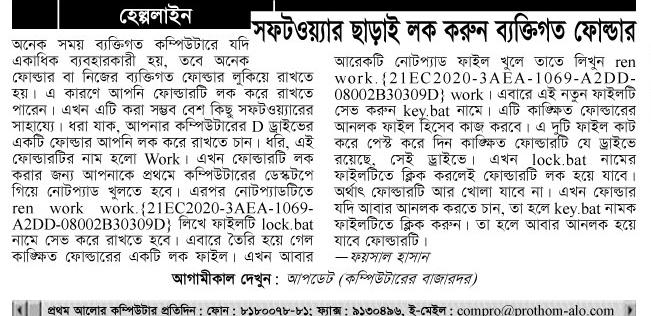 হেল্পলাইন
সফটওয়্যার ছাড়াই লক করুন ব্যক্তিগত ফোল্ডার
অনেক সময় ব্যক্তিগত কম্পিউটারে যদি
একাধিক ব্যবহারকারী হয়, তবে অনেক
ফোল্ডার বা নিজের ব্যক্তিগত ফোল্ডার লুকিয়ে রাখতে
হয়। এ কারণে আপনি ফোল্ডারটি লক করে রাখতে
পারেন। এখন এটি করা সম্ভব বেশ কিছু সফটওয়্যারের
সাহায্যে। ধরা যাক, আপনার কম্পিউটারের D ড্রাইভের
একটি ফোল্ডার আপনি লক করে রাখতে চান। ধরি, এই
ফোল্ডারটির নাম হলো Work। এখন ফোল্ডারটি লক
করার জন্য আপনাকে প্রথমে কম্পিউটারের ডেস্কটপে
গিয়ে নোটপ্যাড খুলতে হবে। এরপর নোটপ্যাডটিতে
ren work work.{21EC2020-3AEA-1069-
A2DD-08002B30309D} লিখে ফাইলটি lock.bat
নামে সেভ করে রাখতে হবে। এবারে তৈরি হয়ে গেল
কাঙ্ক্ষিত ফোল্ডারের একটি লক ফাইল। এখন আবার
আরেকটি নোটপ্যাড ফাইল খুলে তাতে লিখুন ren
work.{21EC2020-3AEA-1069-A2DD-
08002B30309D} work। এবারে এই নতুন ফাইলটি
সেভ করুন key.bat নামে। এটি কাঙ্ক্ষিত ফোল্ডারের
আনলক ফাইল হিসেবে কাজ করবে। এ দুটি ফাইল কাট
করে পেস্ট করে দিন কাঙ্ক্ষিত ফোল্ডারটি যে ড্রাইভে
রয়েছে, সেই ড্রাইভে। এখন lock.bat নামের
ফাইলটিতে ক্লিক করলেই ফোল্ডারটি লক হয়ে যাবে।
অর্থাৎ ফোল্ডারটি আর খোলা যাবে না। এখন ফোল্ডার
যদি আবার আনলক করতে চান, তা হলে key.bat নামক
ফাইলটিতে ক্লিক করুন। তা হলে আবার আনলক হয়ে
যাবে ফোল্ডারটি।
—ফয়সাল হাসান
আগামীকাল দেখুন : আপডেট (কম্পিউটারের বাজারদর)
প্রথম আলোর কম্পিউটার প্রতিদিন : ফোন : ৮১৮০০৭৮-৮১; ফ্যাক্স : ৯১৩০৪৯৬, ই-মেইল : compro@prothom-alo.com